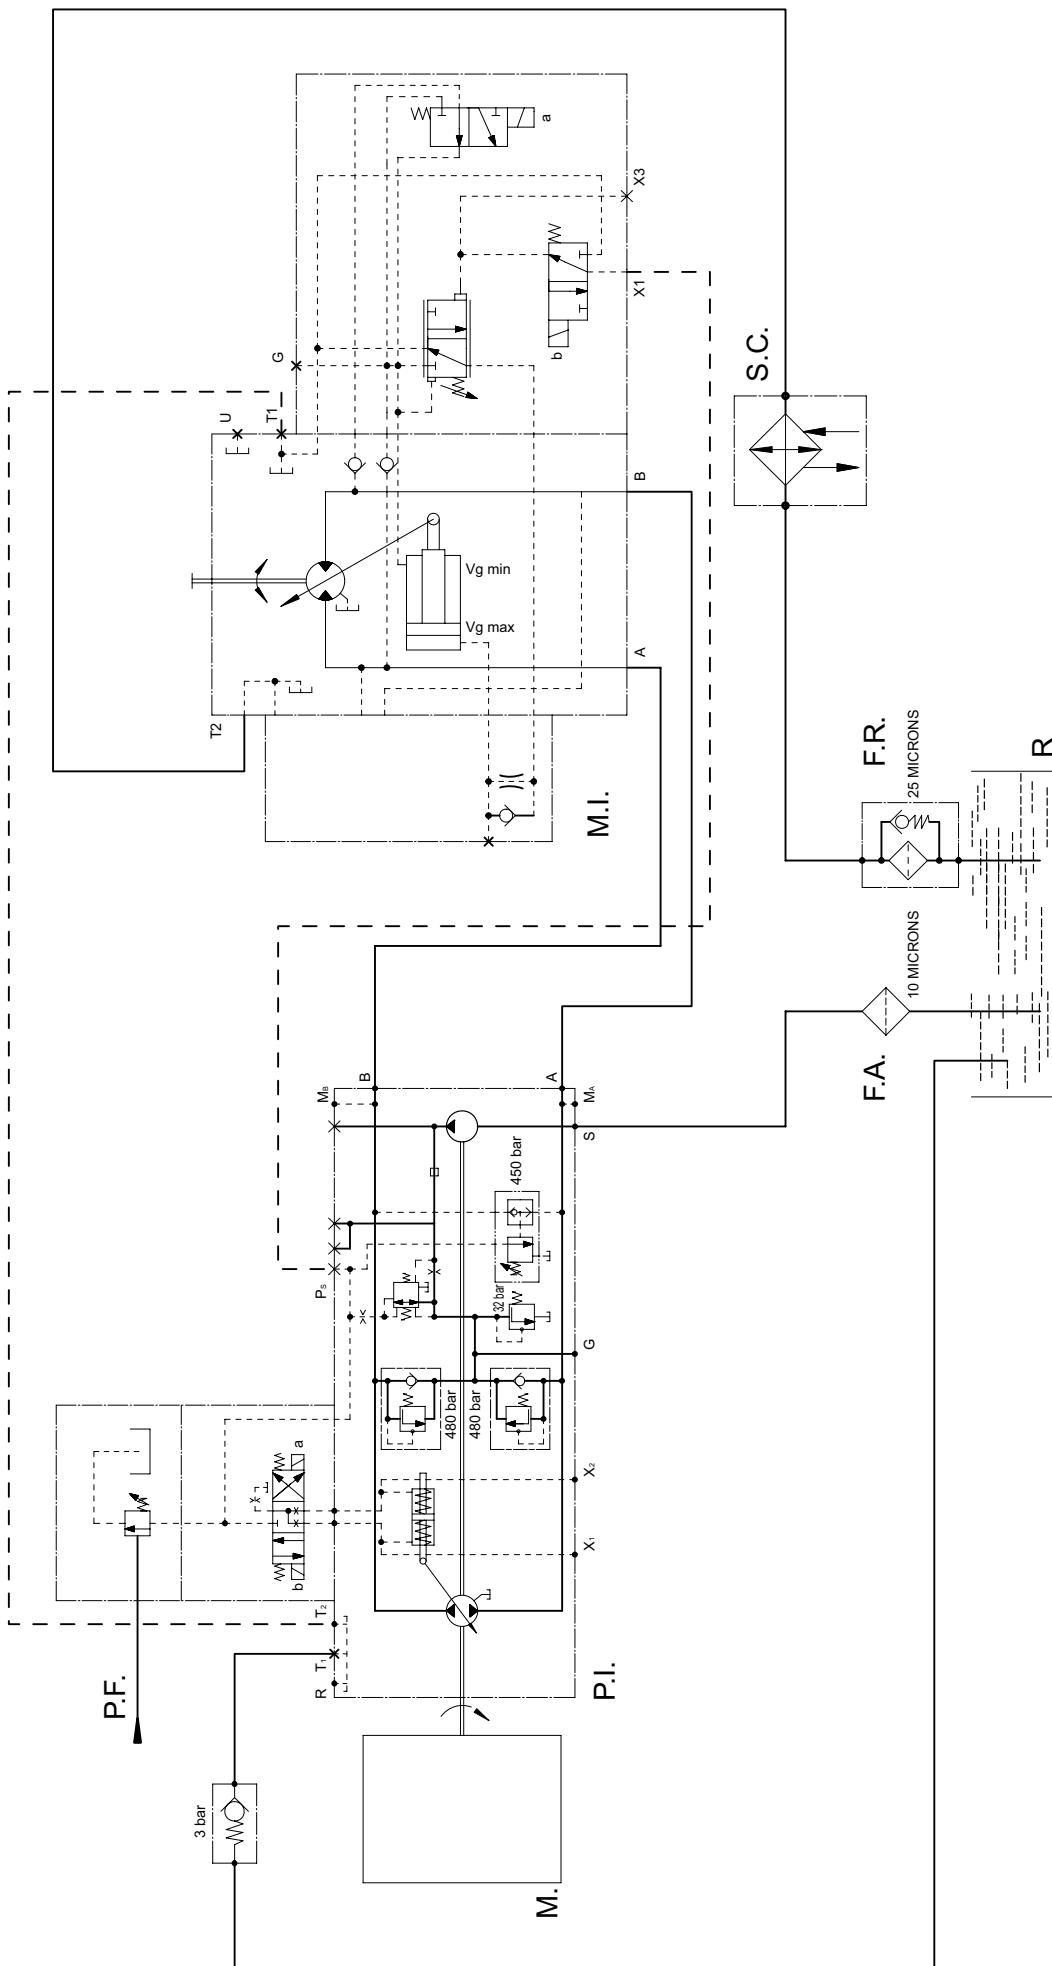 a
X3
X1
b
G
U
T1
S.C.
B
Vg min
Vg max
A
T2
M.I.
F.R.
25 MICRONS
R
10 MICRONS
F.A.
MB
B
A
MA
S
450 bar
PS
32 bar
G
480 bar
480 bar
a
b
X2
X1
T2
T1
R
P.F.
P.I.
3 bar
M.